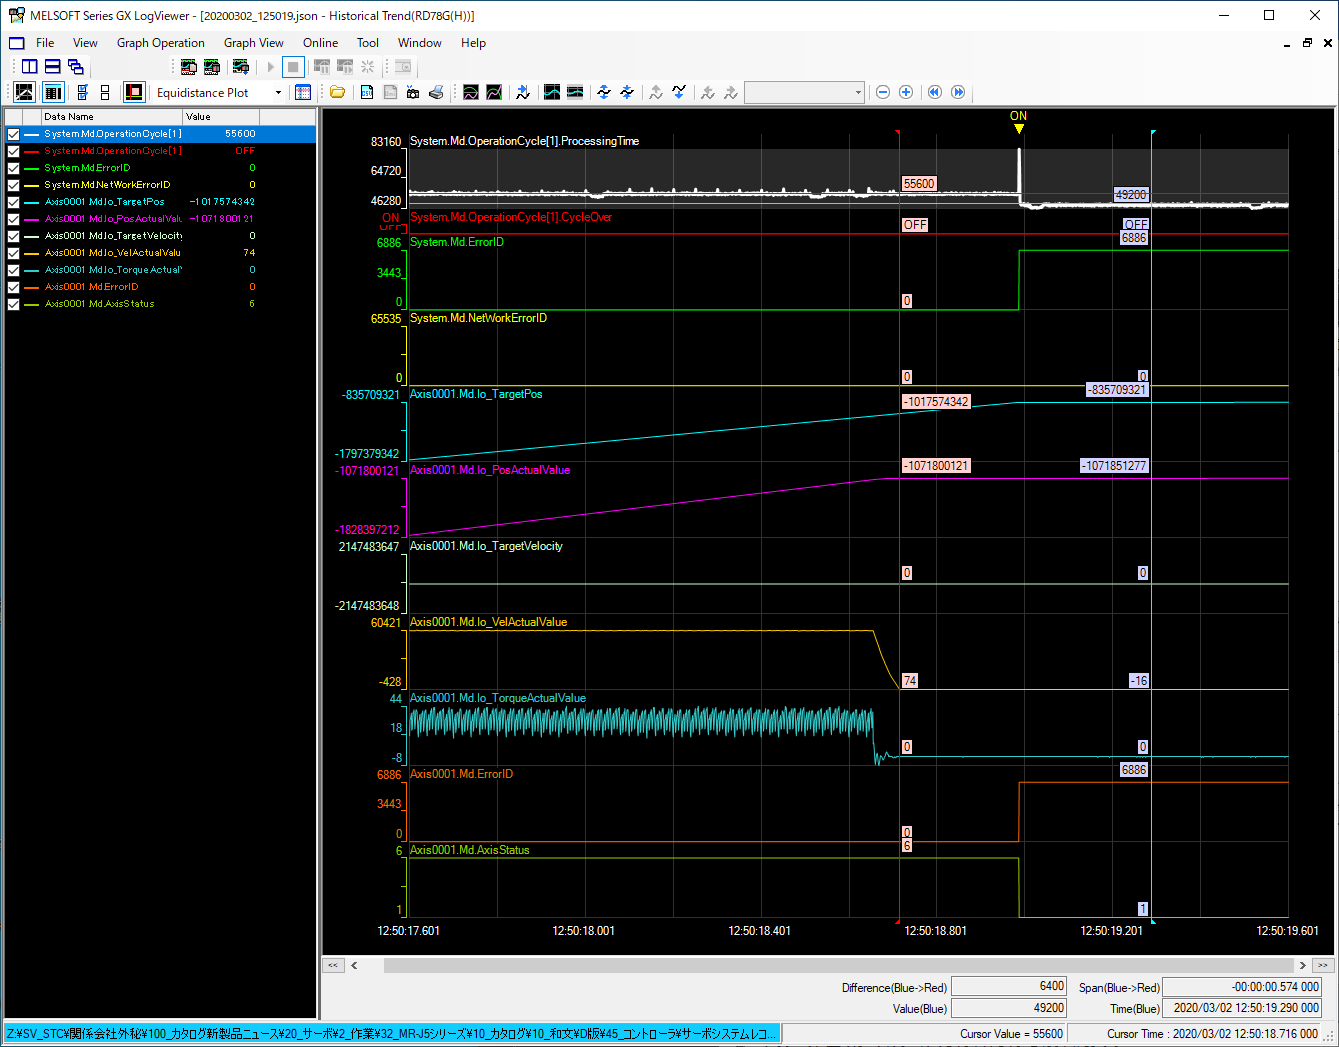 MELSOFT Series GX LogViewer - [20200302_125019.json - Historical Trend(RD78G(H))]
File View Graph Operation Graph View Online Tool Window Help
Equidistance Plot
Data Name Value
System.Md.OperationCycle[1] 55600
System.Md.OperationCycle[1] OFF
System.Md.ErrorID 0
System.Md.NetWorkErrorID 0
Axis0001.Md.Io_TargetPos -1017574342
Axis0001.Md.Io_PosActualValu -1071800121
Axis0001.Md.Io_TargetVelocity 0
Axis0001.Md.Io_VelActualValu 74
Axis0001.Md.Io_TorqueActual 0
Axis0001.Md.ErrorID 0
Axis0001.Md.AxisStatus 6
ON
83160 System.Md.OperationCycle[1].ProcessingTime
64720
55600
49200
46280
ON System.Md.OperationCycle[1].CycleOver
OFF OFF OFF
6886 System.Md.ErrorID 6886
3443
0 0
65535 System.Md.NetWorkErrorID
0 0 0
-835709321 Axis0001.Md.Io_TargetPos -835709321
-1017574342
-1797379342
-1071800121 Axis0001.Md.Io_PosActualValue -1071800121 -1071851277
-1828397212
2147483647 Axis0001.Md.Io_TargetVelocity
0 0
-2147483648
60421 Axis0001.Md.Io_VelActualValue
-428 74 -16
44 Axis0001.Md.Io_TorqueActualValue
18
0 0
-8
6886 Axis0001.Md.ErrorID 6886
3443
0 0
6 Axis0001.Md.AxisStatus 6
1 1
12:50:17.601 12:50:18.001 12:50:18.401 12:50:18.801 12:50:19.201 12:50:19.601
<< < > >>
Difference(Blue->Red) 6400 Span(Blue->Red) -00:00:00.574 000
Value(Blue) 49200 Time(Blue) 2020/03/02 12:50:19.290 000
Z:¥SV_STC¥関係会社外秘¥100_カタログ新製品ニュース¥20_サーボ¥2_作業¥32_MR-J5シリーズ¥10_カタログ¥10_和文¥D版¥45_コントローラ¥サーボシステムレコ... Cursor Value = 55600 Cursor Time : 2020/03/02 12:50:18.716 000